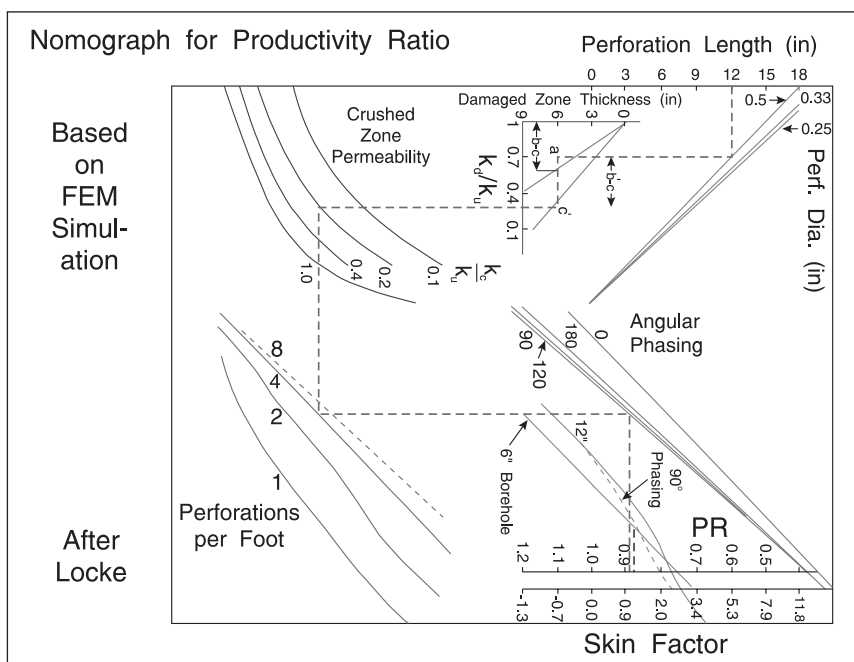 Nomograph for Productivity Ratio
Perforation Length (in)
0 3 6 9 12 15 18
Based
on
FEM
Simul-
ation
Crushed
Zone
Permeability
Damaged Zone Thickness (in)
9 6 3 0
1
0.7
0.4
0.1
kd/ku
a
b-c
b-c'
c'
0.5
0.33
0.25
Perf. Dia. (in)
1.0
0.4
0.2
0.1
kc
ku
Angular
Phasing
90
120
180
0
8
4
2
1
Perforations
per Foot
6" Borehole
12"
90°
Phasing
PR
1.2 1.1 1.0 0.9 0.7 0.6 0.5
-1.3 -0.7 0.0 0.9 2.0 3.4 5.3 7.9 11.8
Skin Factor
After
Locke